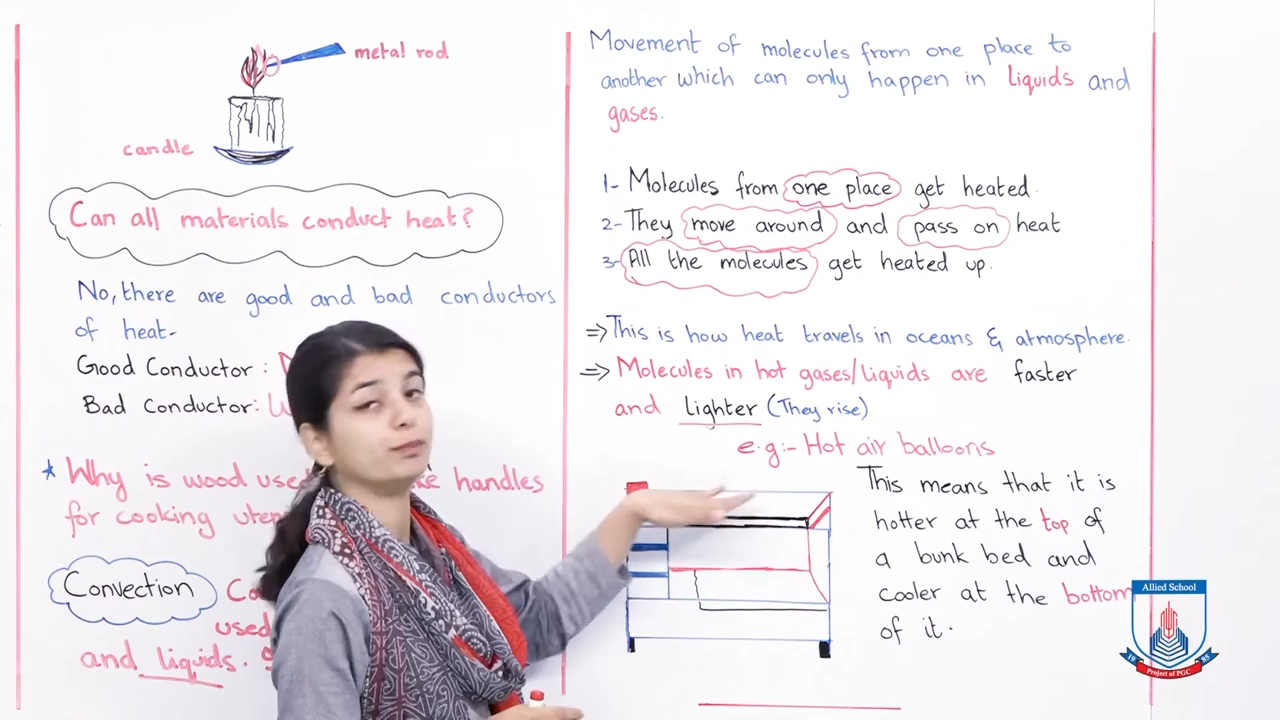 metal rod
candle
Can all materials conduct heat?
No, there are good and bad conductors
of heat-
Good Conductor :
Bad Conductor:
* Why is wood used handles
for cooking
Convection
used
and liquids.
Movement of molecules from one place to
another which can only happen in liquids and
gases.
1- Molecules from one place get heated.
2- They move around and pass on heat
3- All the molecules get heated up.
⇒ This is how heat travels in oceans & atmosphere.
⇒ Molecules in hot gases/liquids are faster
and lighter (They rise)
e.g:- Hot air balloons
This means that it is
hotter at the top of
a bunk bed and
cooler at the bottom
of it.
Allied School
1985
Project of PGC